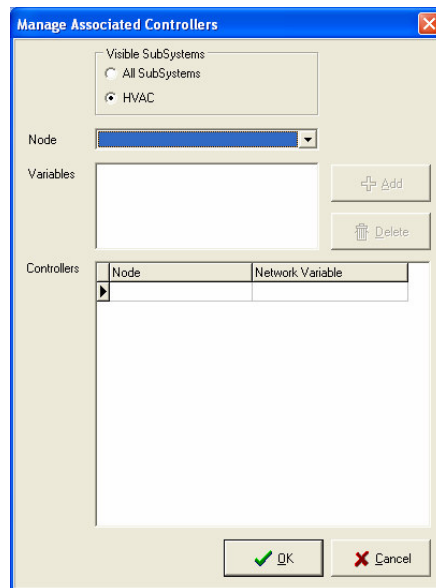 Manage Associated Controllers
Visible SubSystems
All SubSystems
HVAC
Node
Variables
Add
Delete
Controllers
Node Network Variable
OK Cancel